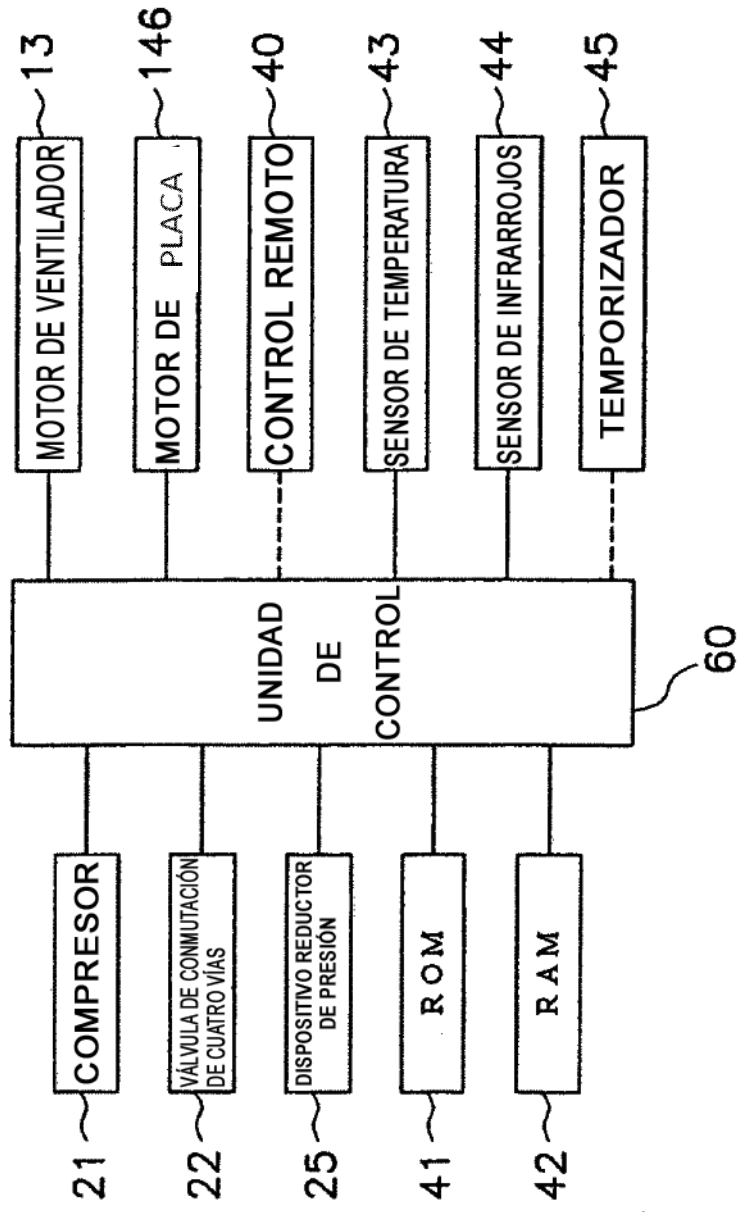 21
COMPRESOR
22
VÁLVULA DE CONMUTACIÓN
DE CUATRO VÍAS
25
DISPOSITIVO REDUCTOR
DE PRESIÓN
41
ROM
42
RAM
UNIDAD
DE
CONTROL
60
MOTOR DE VENTILADOR
13
MOTOR DE PLACA
146
CONTROL REMOTO
40
SENSOR DE TEMPERATURA
43
SENSOR DE INFRARROJOS
44
TEMPORIZADOR
45